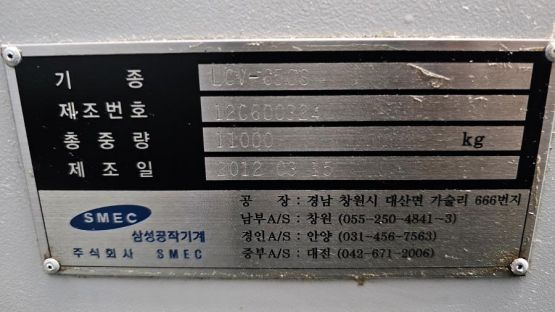 기 종
제조번호
총중량 11000 kg
제조일 2012 03 15
SMEC
삼성공작기계
주식회사 SMEC
공 장 : 경남 창원시 대산면 가술리 666번지
남부A/S : 창원 (055-250-4841~3)
경인A/S : 안양 (031-456-7563)
중부A/S : 대전 (042-671-2006)